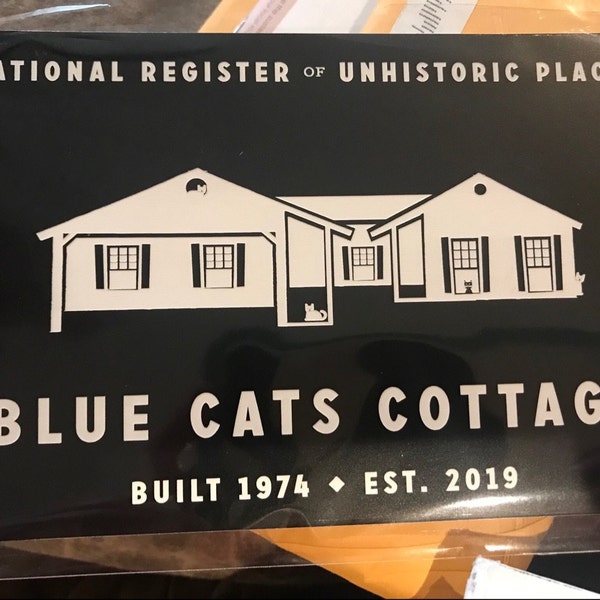 ATIONAL REGISTER OF UNHISTORIC PLAC
BLUE CATS COTTAG
BUILT 1974 ◆ EST. 2019